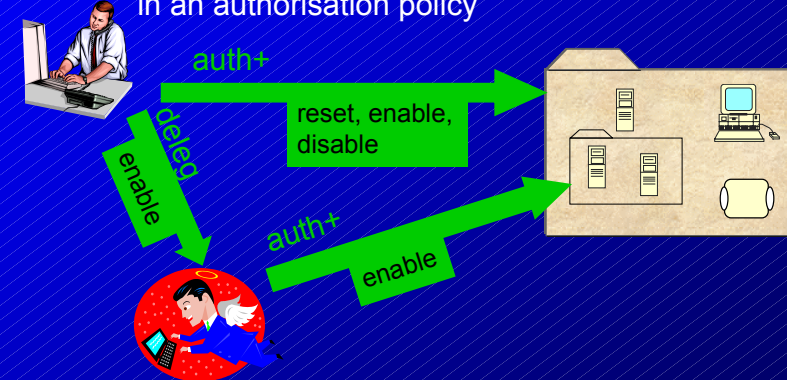 in an authorisation policy
auth+
reset, enable,
disable
deleg
enable
auth+
enable